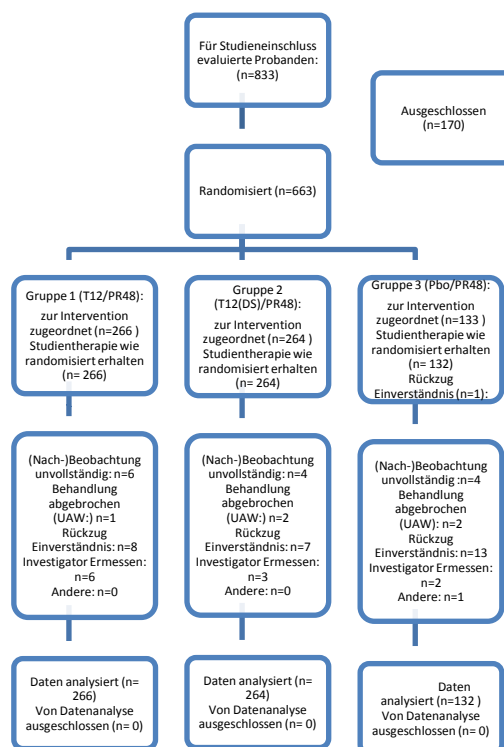 Für Studieneinschluss
evaluierte Probanden:
(n=833)
Ausgeschlossen
(n=170)
Randomisiert (n=663)
Gruppe 1 (T12/PR48):
zur Intervention
zugeordnet (n=266 )
Studientherapie wie
randomisiert erhalten
(n= 266)
Gruppe 2
(T12(DS)/PR48):
zur Intervention
zugeordnet (n=264 )
Studientherapie wie
randomisiert erhalten
(n= 264)
Gruppe 3 (Pbo/PR48):
zur Intervention
zugeordnet (n=133 )
Studientherapie wie
randomisiert erhalten
(n= 132)
Rückzug
Einverständnis (n=1):
(Nach-)Beobachtung
unvollständig: n=6
Behandlung
abgebrochen
(UAW:) n=1
Rückzug
Einverständnis: n=8
Investigator Ermessen:
n=6
Andere: n=0
(Nach-)Beobachtung
unvollständig: n=4
Behandlung
abgebrochen
(UAW: n=2
Rückzug
Einverständnis: n=7
Investigator Ermessen:
n=3
Andere: n=0
(Nach-)Beobachtung
unvollständig :n=4
Behandlung
abgebrochen
(UAW): n=2
Rückzug
Einverständnis: n=13
Investigator Ermessen:
n=2
Andere: n=1
Daten analysiert (n=
266)
Von Datenanalyse
ausgeschlossen (n= 0)
Daten analysiert (n=
264)
Von Datenanalyse
ausgeschlossen (n= 0)
Daten
analysiert (n=132 )
Von Datenanalyse
ausgeschlossen (n= 0)